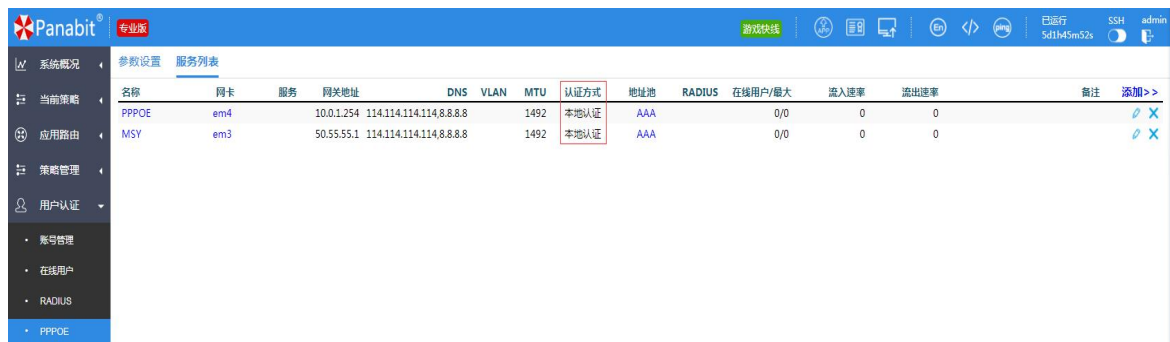 Panabit® 专业版 游戏快线 En </> ping 已运行 SSH admin
5d1h45m52s
系统概况
当前策略
应用路由
策略管理
用户认证
账号管理
在线用户
RADIUS
PPPOE
参数设置 服务列表
名称 网卡 服务 网关地址 DNS VLAN MTU 认证方式 地址池 RADIUS 在线用户/最大 流入速率 流出速率 备注 添加>>
PPPOE em4 10.0.1.254 114.114.114.114,8.8.8.8 1492 本地认证 AAA 0/0 0 0
MSY em3 50.55.55.1 114.114.114.114,8.8.8.8 1492 本地认证 AAA 0/0 0 0